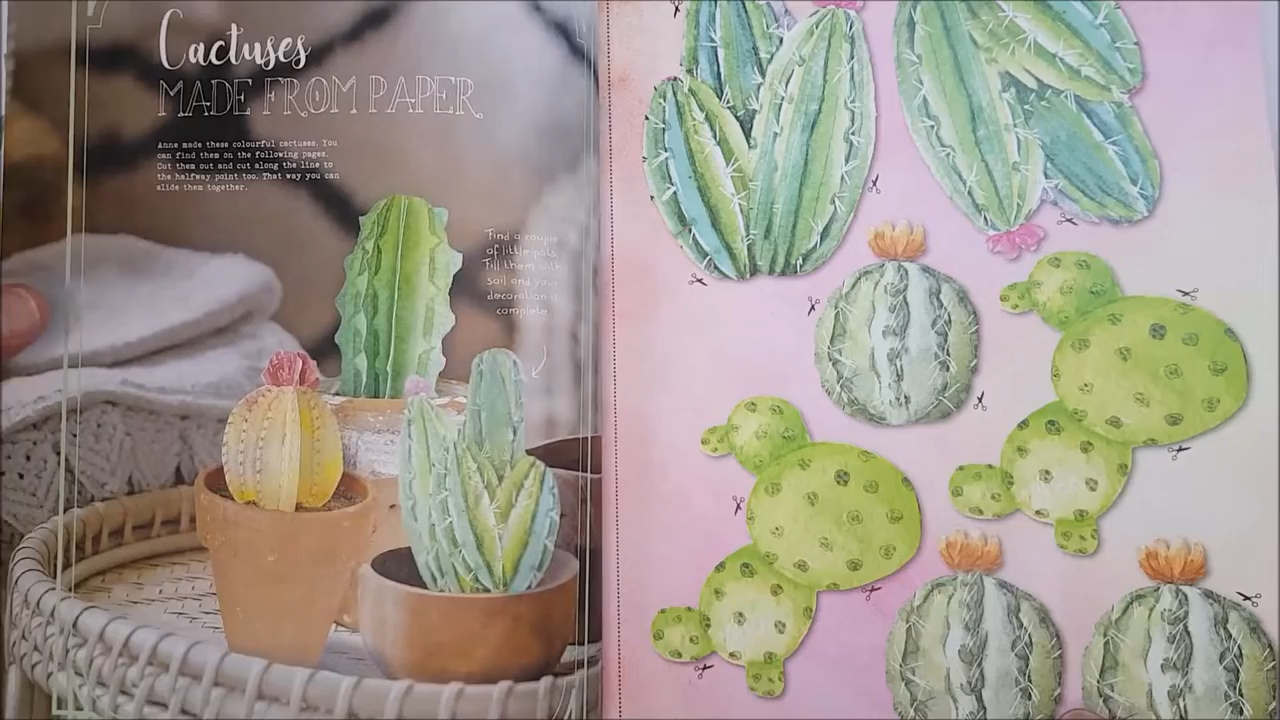 Cactuses
MADE FROM PAPER
Anne made these colourful cactuses. You
can find them on the following pages.
Cut them out and cut along the line to
the halfway point too. That way you can
slide them together.
Find a couple
of little pots.
Fill them with
soil and your
decoration is
complete